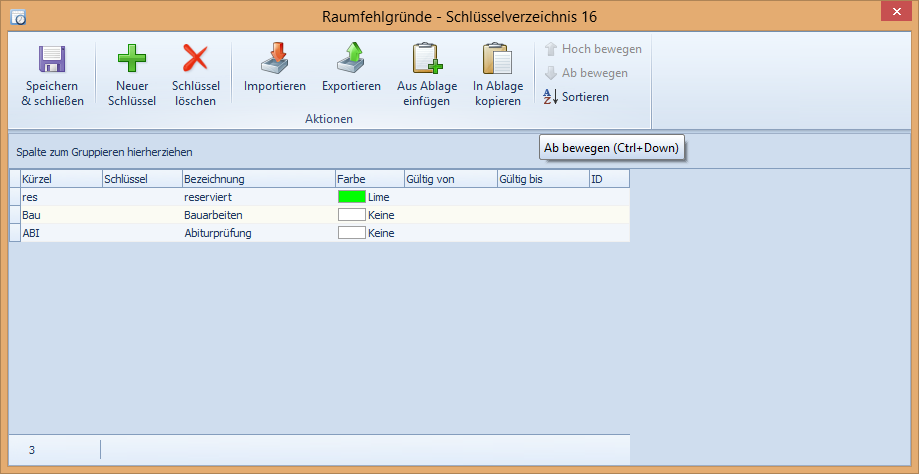 Raumfehlgründe - Schlüsselverzeichnis 16
Speichern & schließen
Neuer Schlüssel
Schlüssel löschen
Importieren
Exportieren
Aus Ablage einfügen
In Ablage kopieren
Hoch bewegen
Ab bewegen
AZ Sortieren
Aktionen
Ab bewegen (Ctrl+Down)
Spalte zum Gruppieren hierherziehen
Kürzel Schlüssel Bezeichnung Farbe Gültig von Gültig bis ID
res reserviert Lime
Bau Bauarbeiten Keine
ABI Abiturprüfung Keine
3